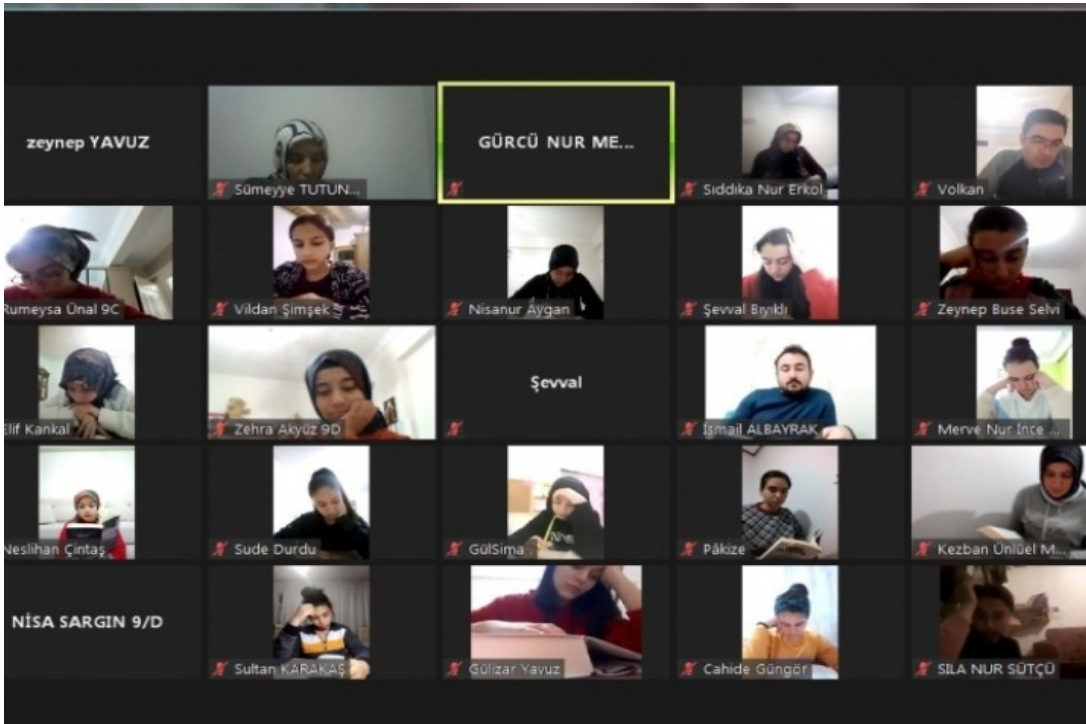 zeynep YAVUZ
Sümeyye TUTUN...
GÜRCÜ NUR ME...
Sıddıka Nur Erkol
Volkan
Rumeysa Ünal 9C
Vildan Şimşek
Nisanur Aygan
Şevval Bıyıklı
Zeynep Buse Selvi
Elif Kankal
Zehra Akyüz 9D
Şevval
İsmail ALBAYRAK
Merve Nur İnce ...
Neslihan Çintaş
Sude Durdu
GülSima
Pâkize
Kezban Ünlüel M...
NİSA SARGIN 9/D
Sultan KARAKAŞ
Gülizar Yavuz
Cahide Güngör
SILA NUR SÜTÇÜ